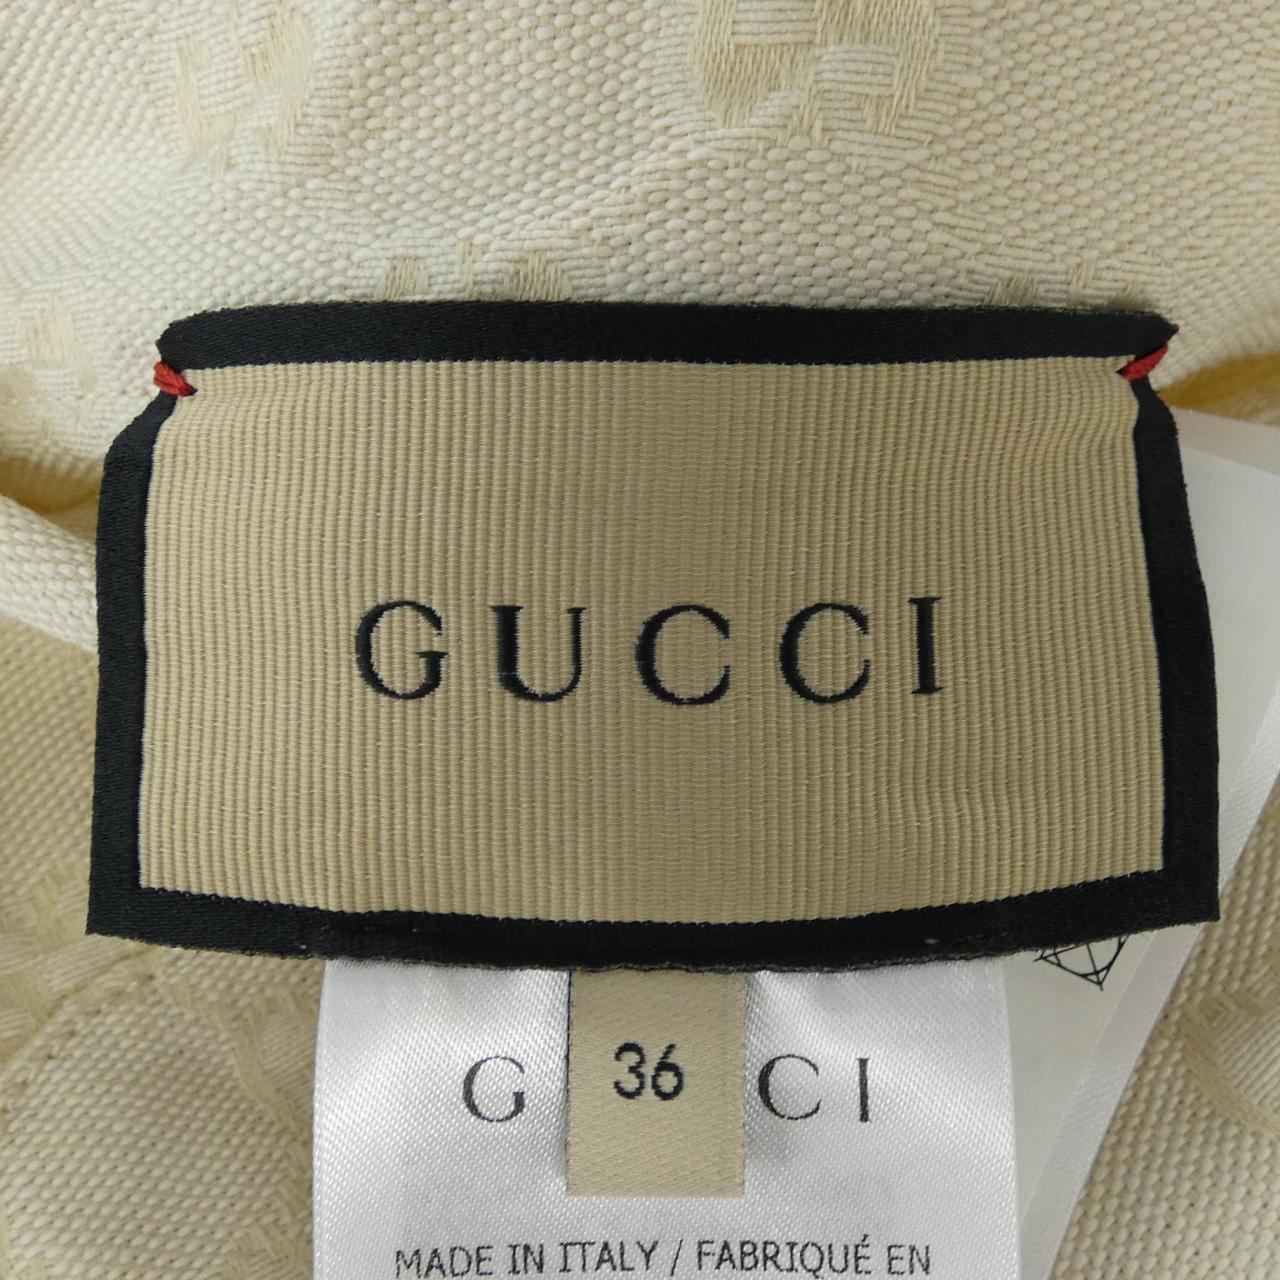 GUCCI
G CI
36
MADE IN ITALY / FABRIQUÉ EN